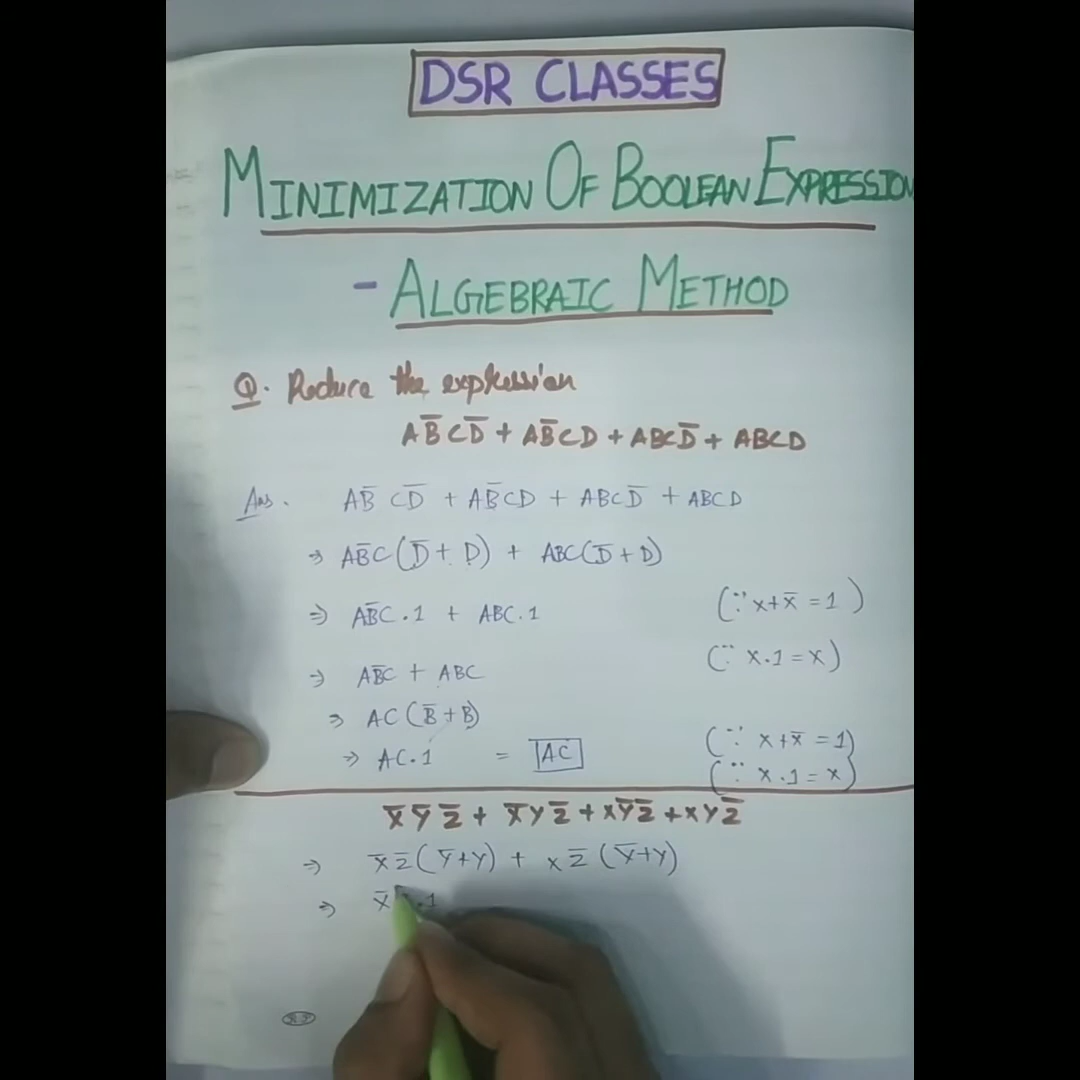 DSR CLASSES
MINIMIZATION OF BOOLEAN EXPRESSION
- ALGEBRAIC METHOD
Q. Reduce the expression
AB̅CD̅ + AB̅CD + ABCD̅ + ABCD
Ans. AB̅CD̅ + AB̅CD + ABCD̅ + ABCD
⇒ AB̅C(D̅+D) + ABC(D̅+D)
⇒ AB̅C.1 + ABC.1 (∵ x+x̅=1)
⇒ AB̅C + ABC (∵ x.1=x)
⇒ AC(B̅+B)
⇒ AC.1 = AC (∵ x+x̅=1)
(∵ x.1=x)
X̅Y̅Z̅ + X̅YZ̅ + XY̅Z̅ + XYZ̅
⇒ X̅Z̅(Y̅+Y) + XZ̅(Y̅+Y)
⇒ X̅ .1